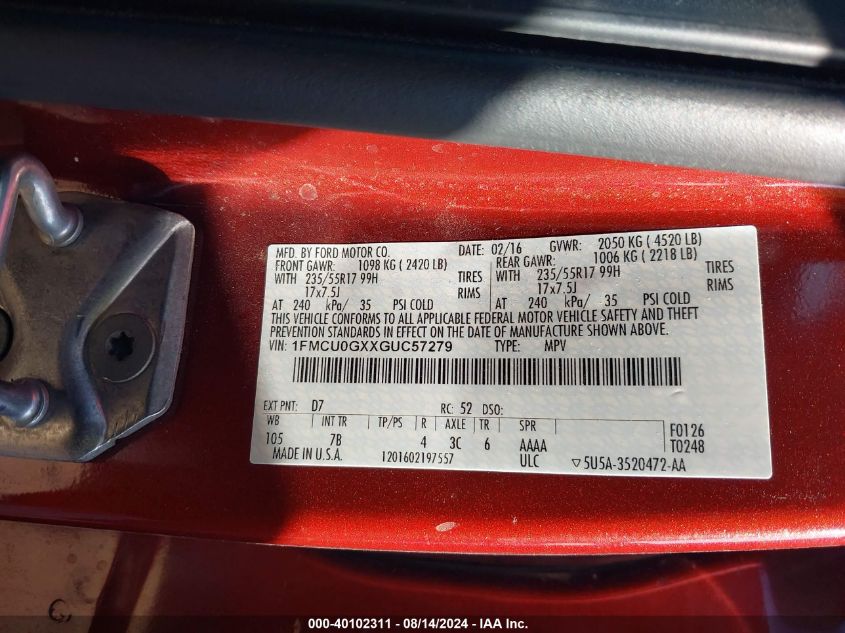 MFD. BY FORD MOTOR CO. 02/16 GVWR: 2050 KG ( 4520 LB)
FRONT GAWR: 1098 KG ( 2420 LB) REAR GAWR: 1006 KG ( 2218 LB)
WITH 235/55R17 99H TIRES WITH 235/55R17 99H TIRES
17x7.5J RIMS 17x7.5J RIMS
AT 240 kPa/ 35 PSI COLD AT 240 kPa/ 35 PSI COLD
THIS VEHICLE CONFORMS TO ALL APPLICABLE FEDERAL MOTOR VEHICLE SAFETY AND THEFT
PREVENTION STANDARDS IN EFFECT ON THE DATE OF MANUFACTURE SHOWN ABOVE.
VIN: 1FMCU0GXXGUC57279 TYPE: MPV
EXT PNT: D7 RC: 52 DSO:
WB INT TR TP/PS R AXLE TR SPR F0126
105 7B 4 3C 6 AAAA T0248
MADE IN U.S.A. 1201602197557 ULC ▽5U5A-3520472-AA
000-40102311 - 08/14/2024 - IAA Inc.